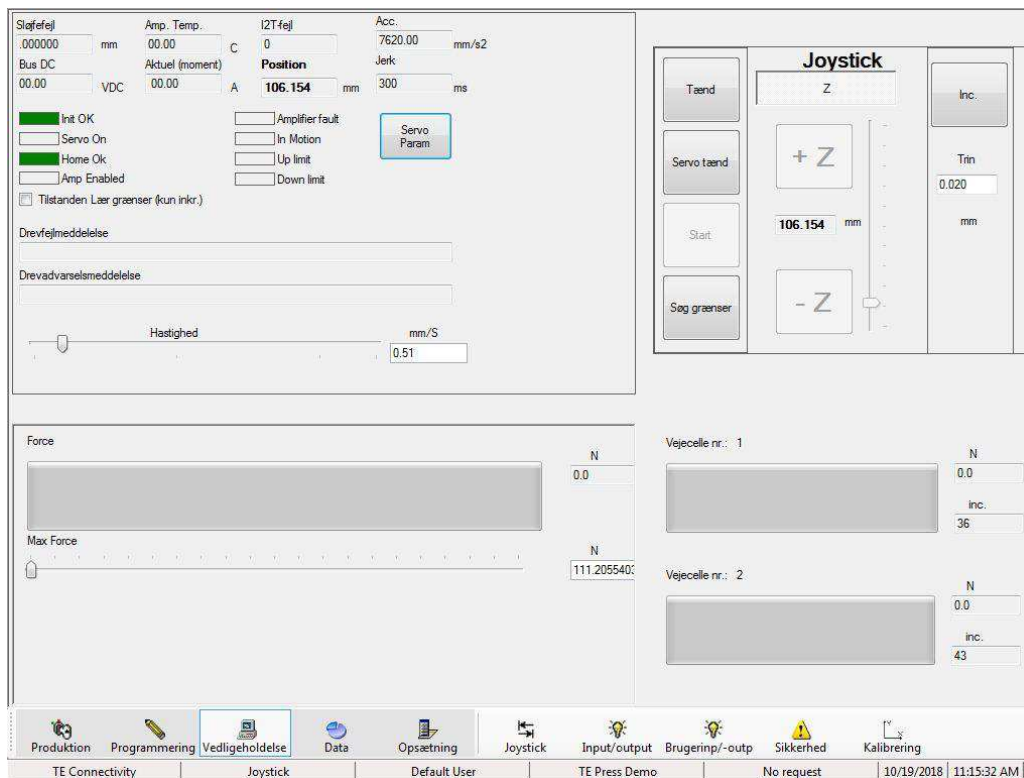 Sløjfefejl Amp. Temp. I2T-fejl Acc.
.000000 mm 00.00 C 0 7620.00 mm/s2
Bus DC Aktuel (moment) Position Jerk
00.00 VDC 00.00 A 106.154 mm 300 ms
Init OK Amplifier fault
Servo On In Motion
Home Ok Up limit
Amp Enabled Down limit
Servo Param
Tilstanden Lær grænser (kun inkr.)
Drevfejlmeddelelse
Drevadvarselsmeddelelse
Hastighed mm/S
0.51
Joystick
Z
Tænd
Servo tænd
Start
Søg grænser
+ Z
106.154 mm
- Z
Inc.
Trin
0.020
mm
Force
N
0.0
Max Force
N
111.2055403
Vejecelle nr.: 1
N
0.0
inc.
36
Vejecelle nr.: 2
N
0.0
inc.
43
Produktion Programmering Vedligeholdelse Data Opsætning Joystick Input/output Brugerinp/-outp Sikkerhed Kalibrering
TE Connectivity Joystick Default User TE Press Demo No request 10/19/2018 11:15:32 AM